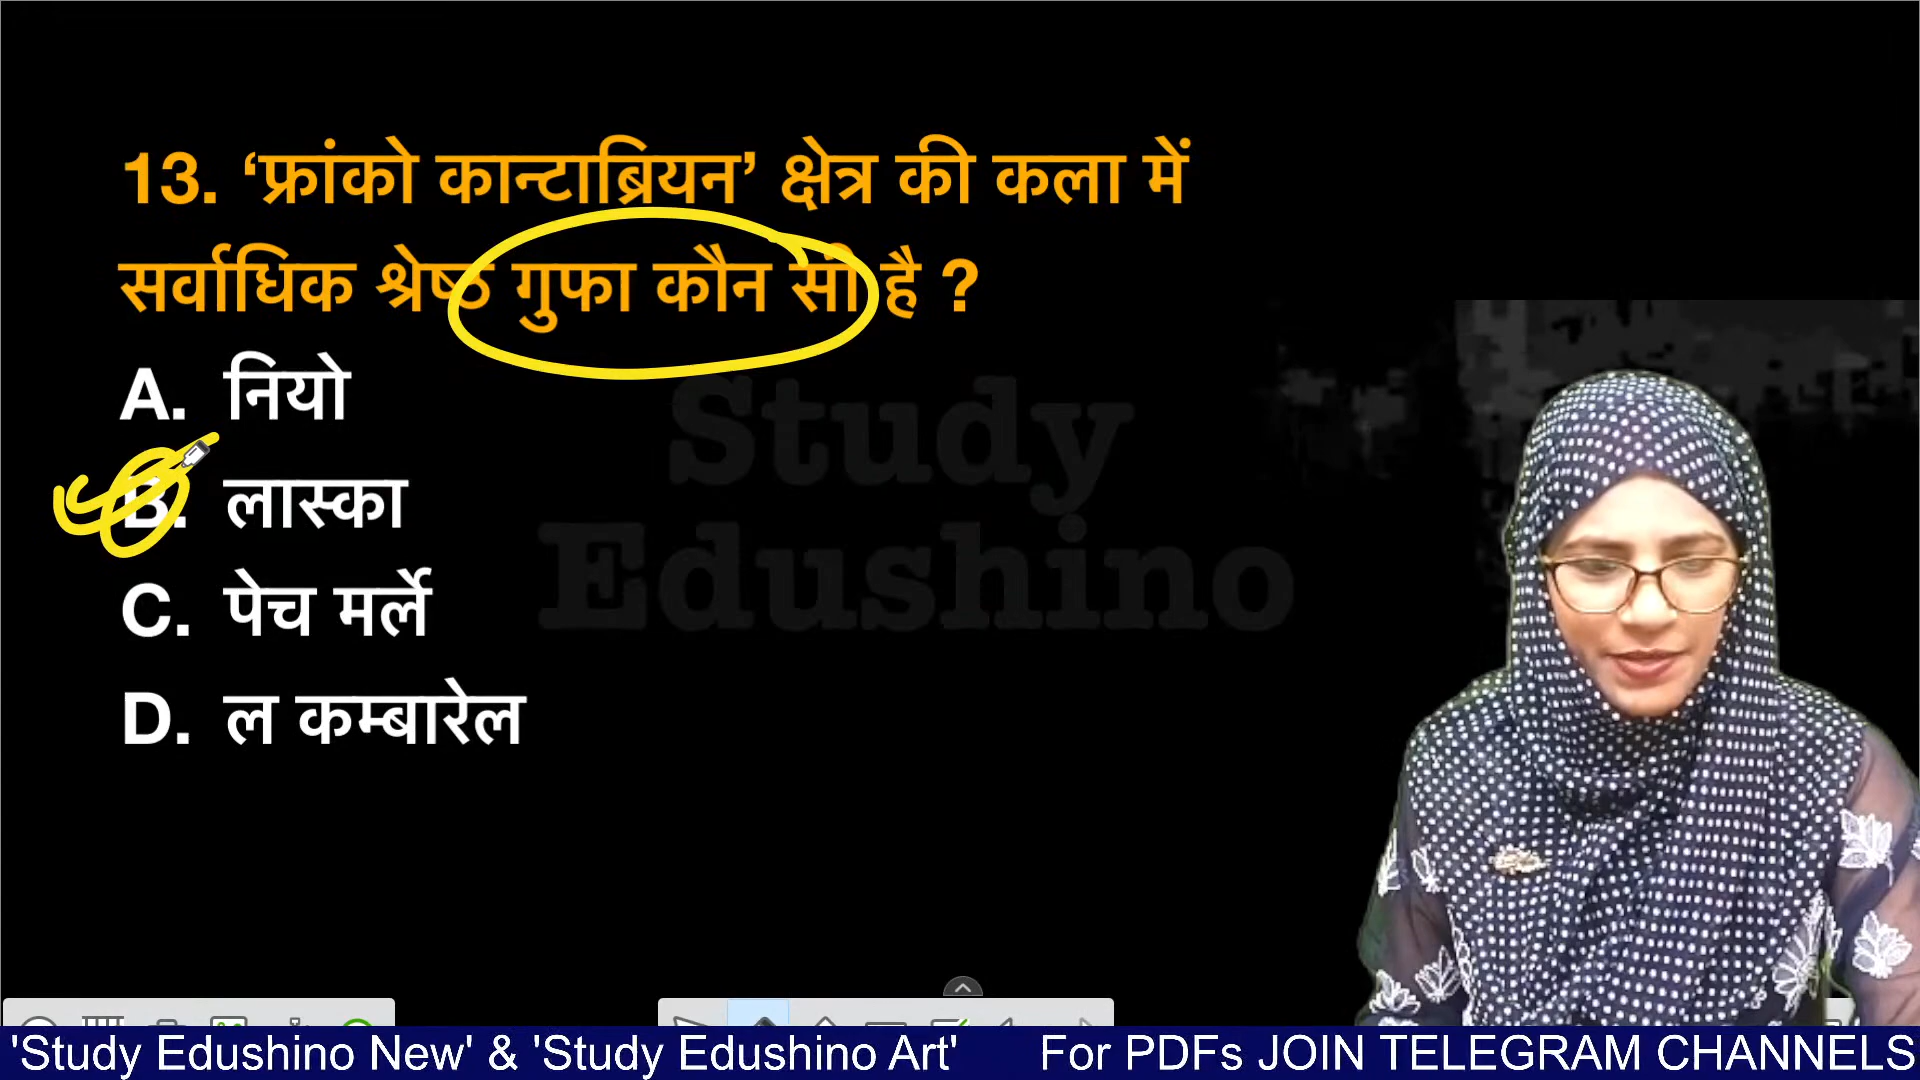 13. ‘फ्रांको कान्टाब्रियन’ क्षेत्र की कला में
सर्वाधिक श्रेष्ठ गुफा कौन सी है ?
A. नियो
B. लास्का
C. पेच मर्ले
D. ल कम्बारेल
Study
Edushino
'Study Edushino New' & 'Study Edushino Art' For PDFs JOIN TELEGRAM CHANNELS